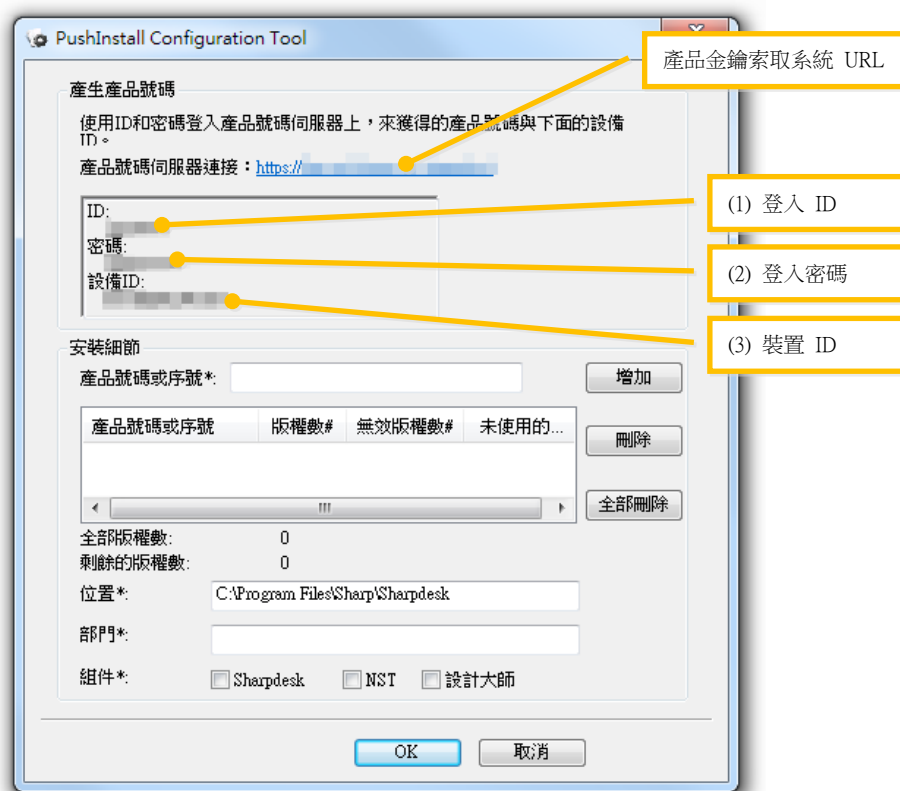 PushInstall Configuration Tool
產品金鑰索取系統 URL
產生產品號碼
使用ID和密碼登入產品號碼伺服器上，來獲得的產品號碼與下面的設備
ID。
產品號碼伺服器連接：https://
ID:
(1) 登入 ID
密碼:
(2) 登入密碼
設備ID:
(3) 裝置 ID
安裝細節
產品號碼或序號*:
增加
產品號碼或序號 版權數# 無效版權數# 未使用的...
刪除
全部刪除
全部版權數: 0
剩餘的版權數: 0
位置*: C:\Program Files\Sharp\Sharpdesk
部門*:
組件*: Sharpdesk NST 設計大師
OK 取消